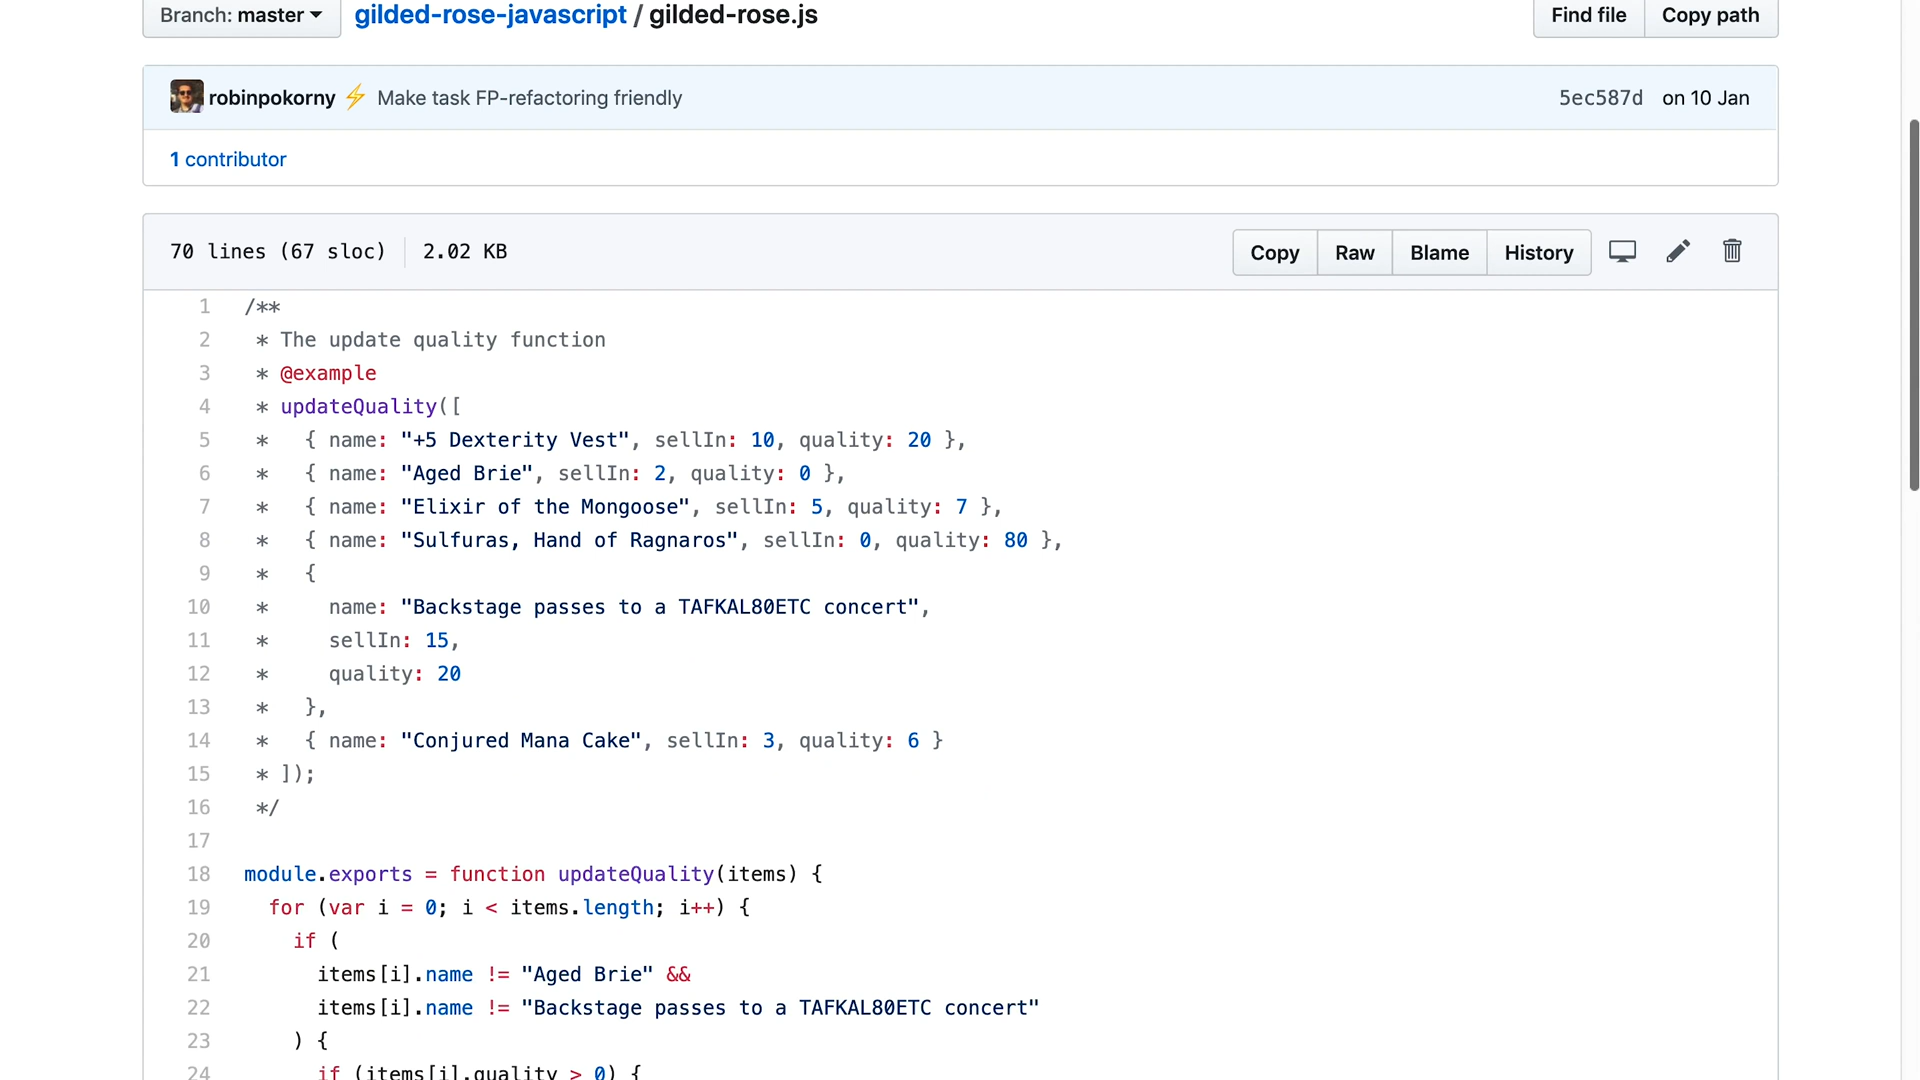 Branch: master
gilded-rose-javascript / gilded-rose.js
Find file Copy path
robinpokorny ⚡ Make task FP-refactoring friendly 5ec587d on 10 Jan
1 contributor
70 lines (67 sloc) 2.02 KB Copy Raw Blame History
1 /**
2 * The update quality function
3 * @example
4 * updateQuality([
5 *   { name: "+5 Dexterity Vest", sellIn: 10, quality: 20 },
6 *   { name: "Aged Brie", sellIn: 2, quality: 0 },
7 *   { name: "Elixir of the Mongoose", sellIn: 5, quality: 7 },
8 *   { name: "Sulfuras, Hand of Ragnaros", sellIn: 0, quality: 80 },
9 *   {
10 *     name: "Backstage passes to a TAFKAL80ETC concert",
11 *     sellIn: 15,
12 *     quality: 20
13 *   },
14 *   { name: "Conjured Mana Cake", sellIn: 3, quality: 6 }
15 * ]);
16 */
17
18 module.exports = function updateQuality(items) {
19   for (var i = 0; i < items.length; i++) {
20     if (
21       items[i].name != "Aged Brie" &&
22       items[i].name != "Backstage passes to a TAFKAL80ETC concert"
23     ) {
24       if (items[i].quality > 0) {